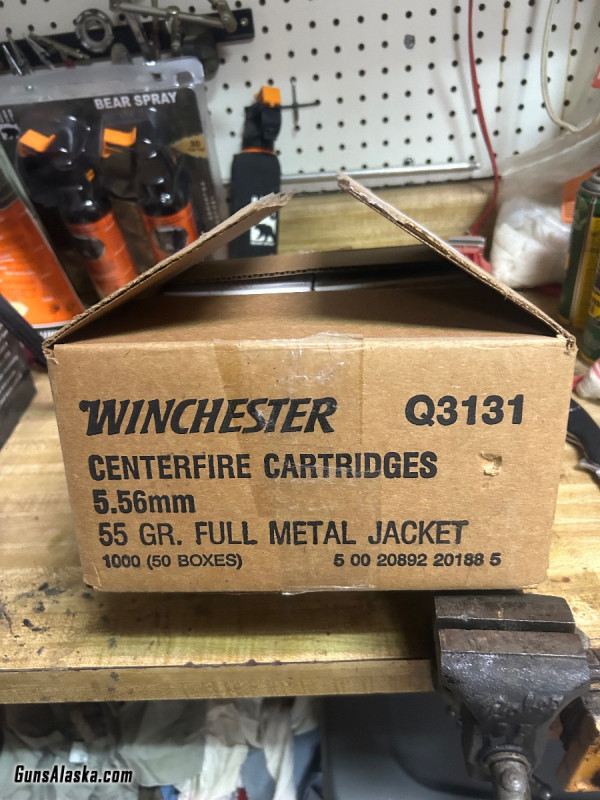 BEAR SPRAY
WINCHESTER Q3131
CENTERFIRE CARTRIDGES
5.56mm
55 GR. FULL METAL JACKET
1000 (50 BOXES) 5 00 20892 20188 5
GunsAlaska.com